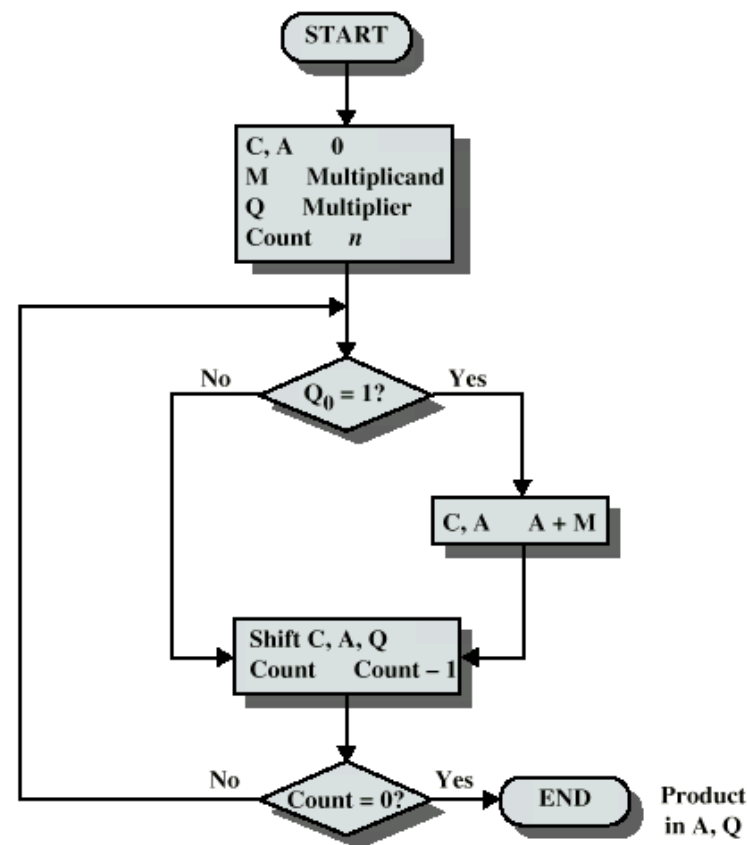 START
C, A 0
M Multiplicand
Q Multiplier
Count n
No
Yes
Q0 = 1?
C, A A + M
Shift C, A, Q
Count Count – 1
No
Yes
Count = 0?
END
Product
in A, Q